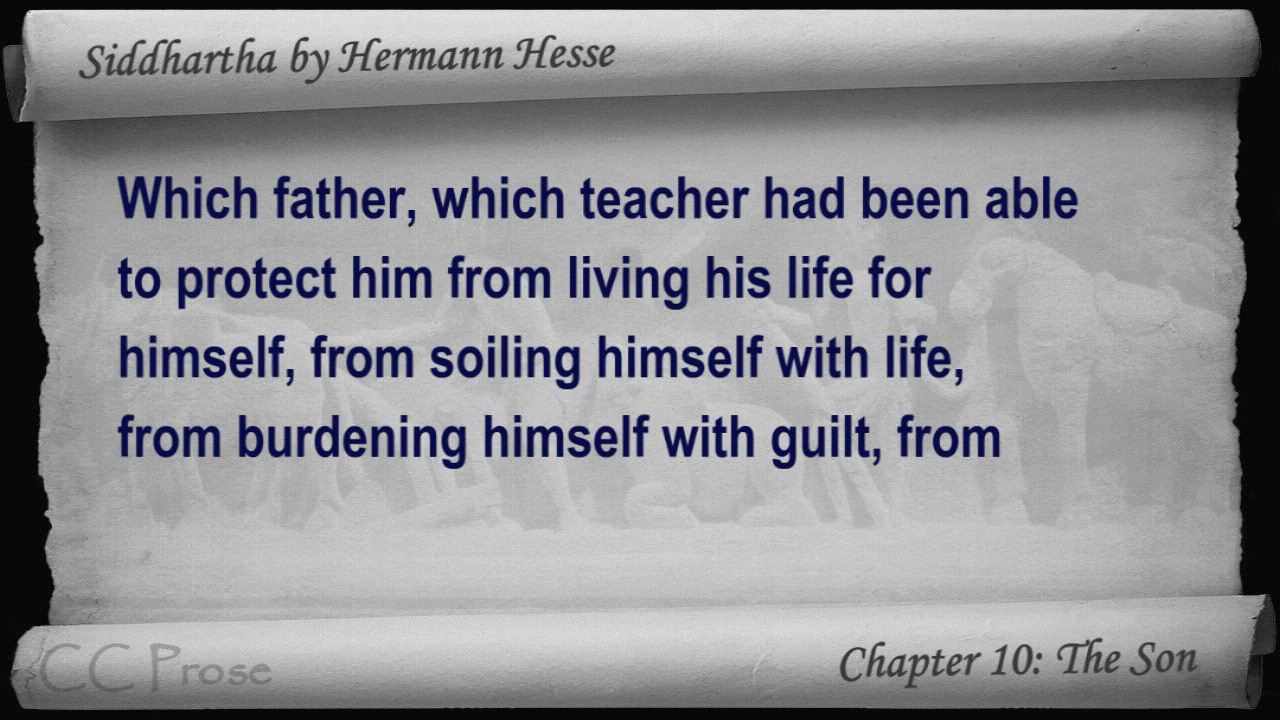 Siddhartha by Hermann Hesse
Which father, which teacher had been able
to protect him from living his life for
himself, from soiling himself with life,
from burdening himself with guilt, from
CC Prose
Chapter 10: The Son